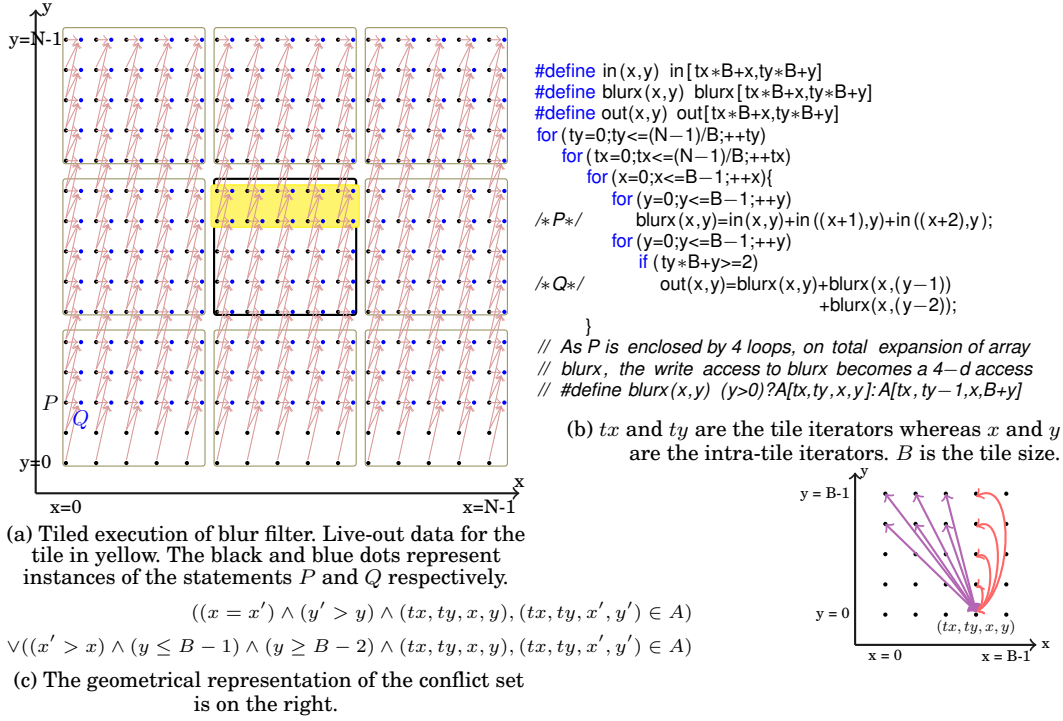 y
y=N-1
P
Q
y=0
x
x=0
x=N-1
(a) Tiled execution of blur filter. Live-out data for the
tile in yellow. The black and blue dots represent
instances of the statements P and Q respectively.
((x = x′) ∧ (y′ > y) ∧ (tx, ty, x, y), (tx, ty, x′, y′) ∈ A)
∨((x′ > x) ∧ (y ≤ B − 1) ∧ (y ≥ B − 2) ∧ (tx, ty, x, y), (tx, ty, x′, y′) ∈ A)
(c) The geometrical representation of the conflict set
is on the right.
#define in(x,y) in[tx*B+x,ty*B+y]
#define blurx(x,y) blurx[tx*B+x,ty*B+y]
#define out(x,y) out[tx*B+x,ty*B+y]
for(ty=0;ty<=(N−1)/B;++ty)
for(tx=0;tx<=(N−1)/B;++tx)
for(x=0;x<=B−1;++x){
for(y=0;y<=B−1;++y)
/*P*/ blurx(x,y)=in(x,y)+in((x+1),y)+in((x+2),y);
for(y=0;y<=B−1;++y)
if (ty*B+y>=2)
/*Q*/ out(x,y)=blurx(x,y)+blurx(x,(y−1))
+blurx(x,(y−2));
}
// As P is enclosed by 4 loops, on total expansion of array
// blurx, the write access to blurx becomes a 4−d access
// #define blurx(x,y) (y>0)?A[tx,ty,x,y]:A[tx,ty−1,x,B+y]
(b) tx and ty are the tile iterators whereas x and y
are the intra-tile iterators. B is the tile size.
y
y = B-1
y = 0
(tx, ty, x, y)
x
x = 0
x = B-1